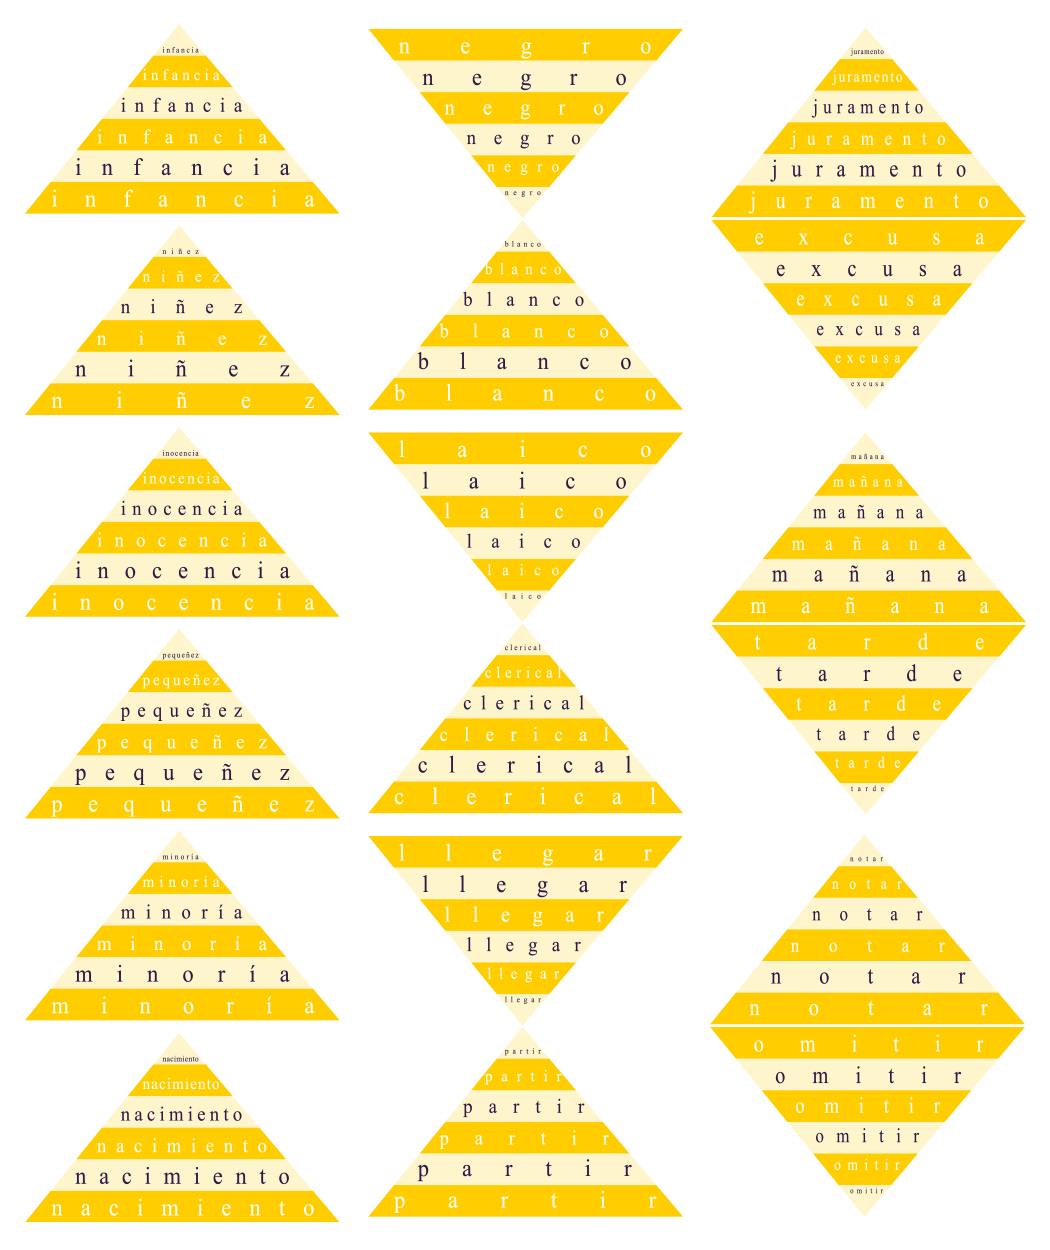 infancia
infancia
infancia
infancia
infancia
infancia
niñez
niñez
niñez
niñez
niñez
niñez
inocencia
inocencia
inocencia
inocencia
inocencia
inocencia
pequeñez
pequeñez
pequeñez
pequeñez
pequeñez
pequeñez
minoría
minoría
minoría
minoría
minoría
minoría
nacimiento
nacimiento
nacimiento
nacimiento
nacimiento
nacimiento
negro
negro
negro
negro
negro
negro
blanco
blanco
blanco
blanco
blanco
blanco
laico
laico
laico
laico
laico
laico
clerical
clerical
clerical
clerical
clerical
clerical
llegar
llegar
llegar
llegar
llegar
llegar
partir
partir
partir
partir
partir
partir
juramento
juramento
juramento
juramento
juramento
juramento
excusa
excusa
excusa
excusa
excusa
excusa
mañana
mañana
mañana
mañana
mañana
mañana
tarde
tarde
tarde
tarde
tarde
tarde
notar
notar
notar
notar
notar
notar
omitir
omitir
omitir
omitir
omitir
omitir